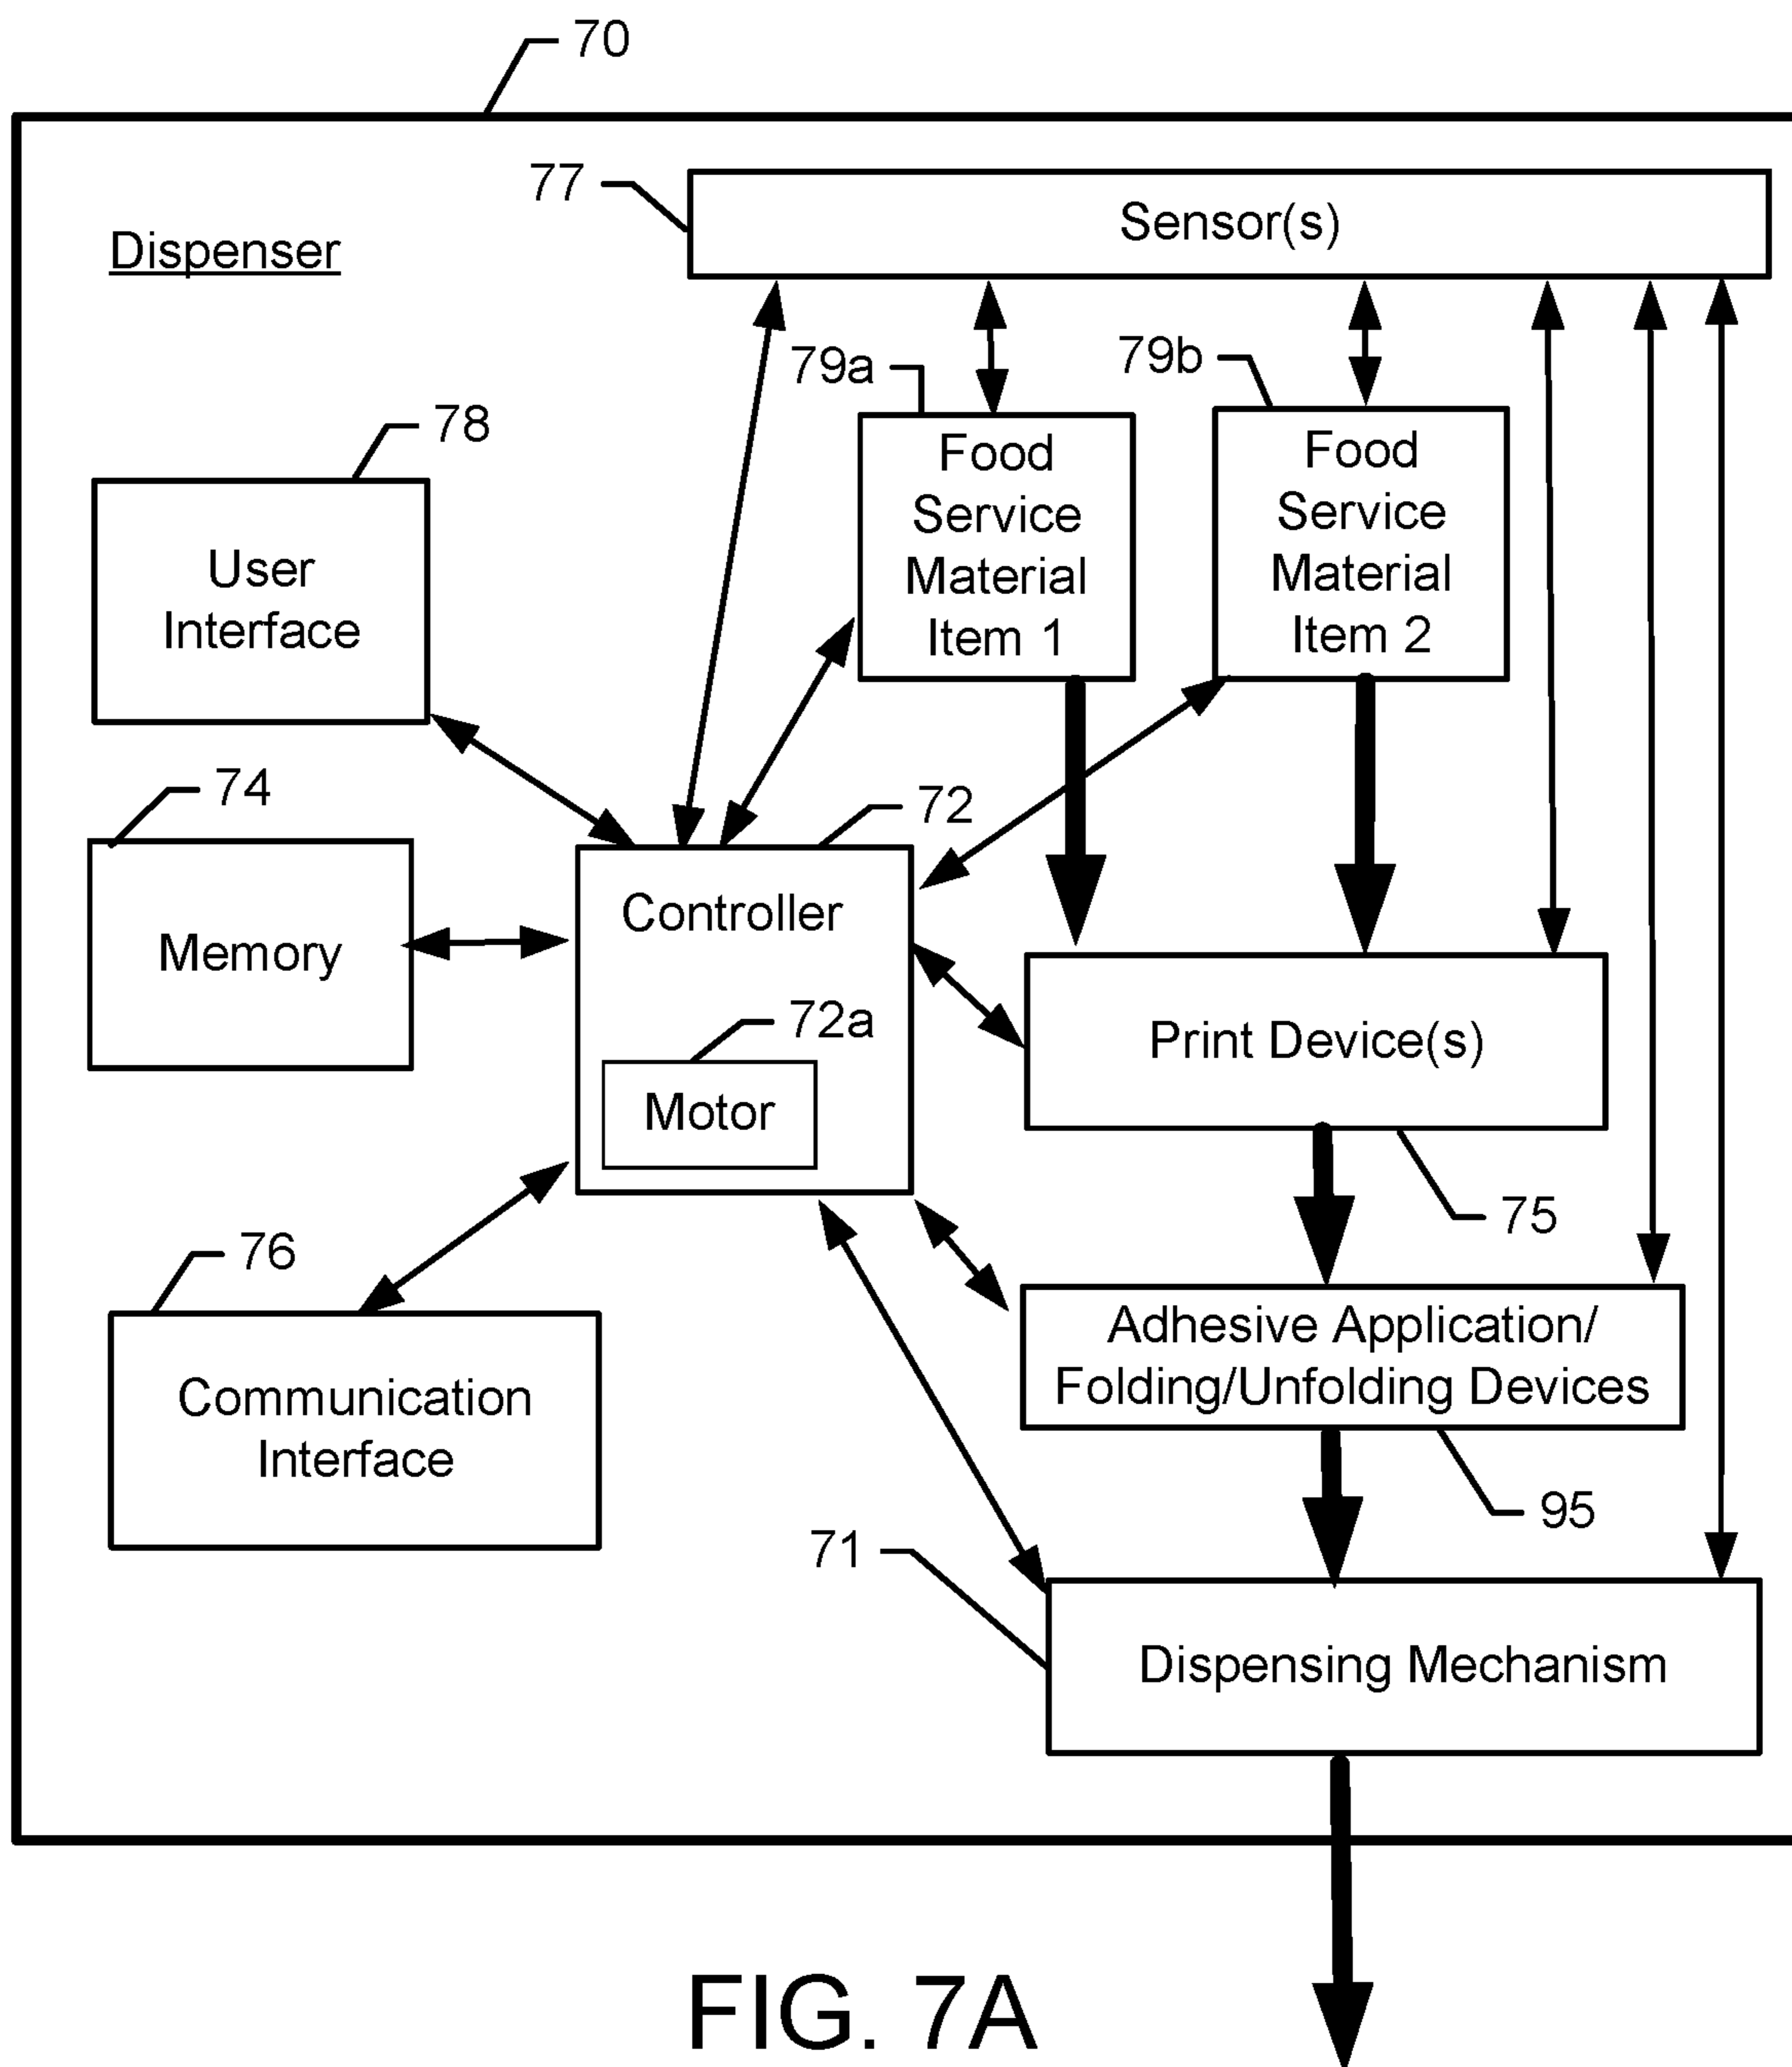 70
77
Sensor(s)
Dispenser
79a
79b
78
Food
Service
Material
Item 1
Food
Service
Material
Item 2
User
Interface
74
72
Controller
Memory
72a
Motor
Print Device(s)
75
76
Adhesive Application/
Folding/Unfolding Devices
Communication
Interface
95
71
Dispensing Mechanism
FIG. 7A